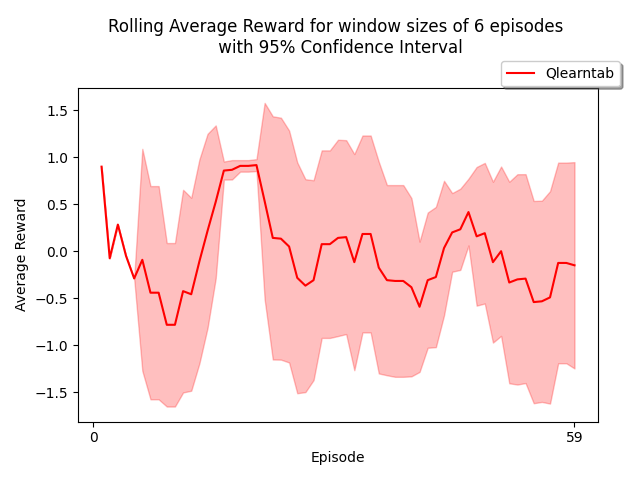 Rolling Average Reward for window sizes of 6 episodes
with 95% Confidence Interval
Qlearntab
1.5
1.0
0.5
0.0
−0.5
−1.0
−1.5
Average Reward
0
59
Episode